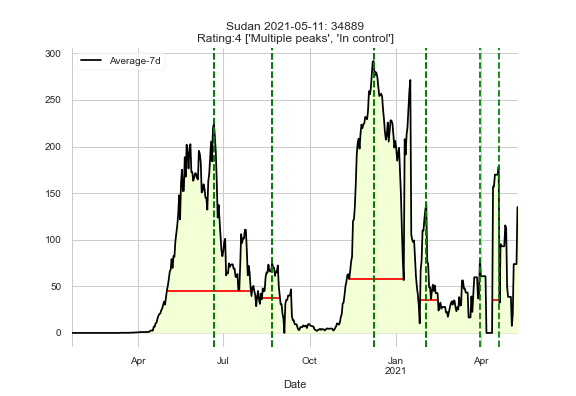 Sudan 2021-05-11: 34889
Rating:4 ['Multiple peaks', 'In control']
Average-7d
300
250
200
150
100
50
0
Apr
Jul
Oct
Jan
2021
Apr
Date